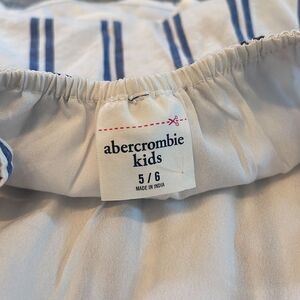 abercrombie
kids
5 / 6
MADE IN INDIA